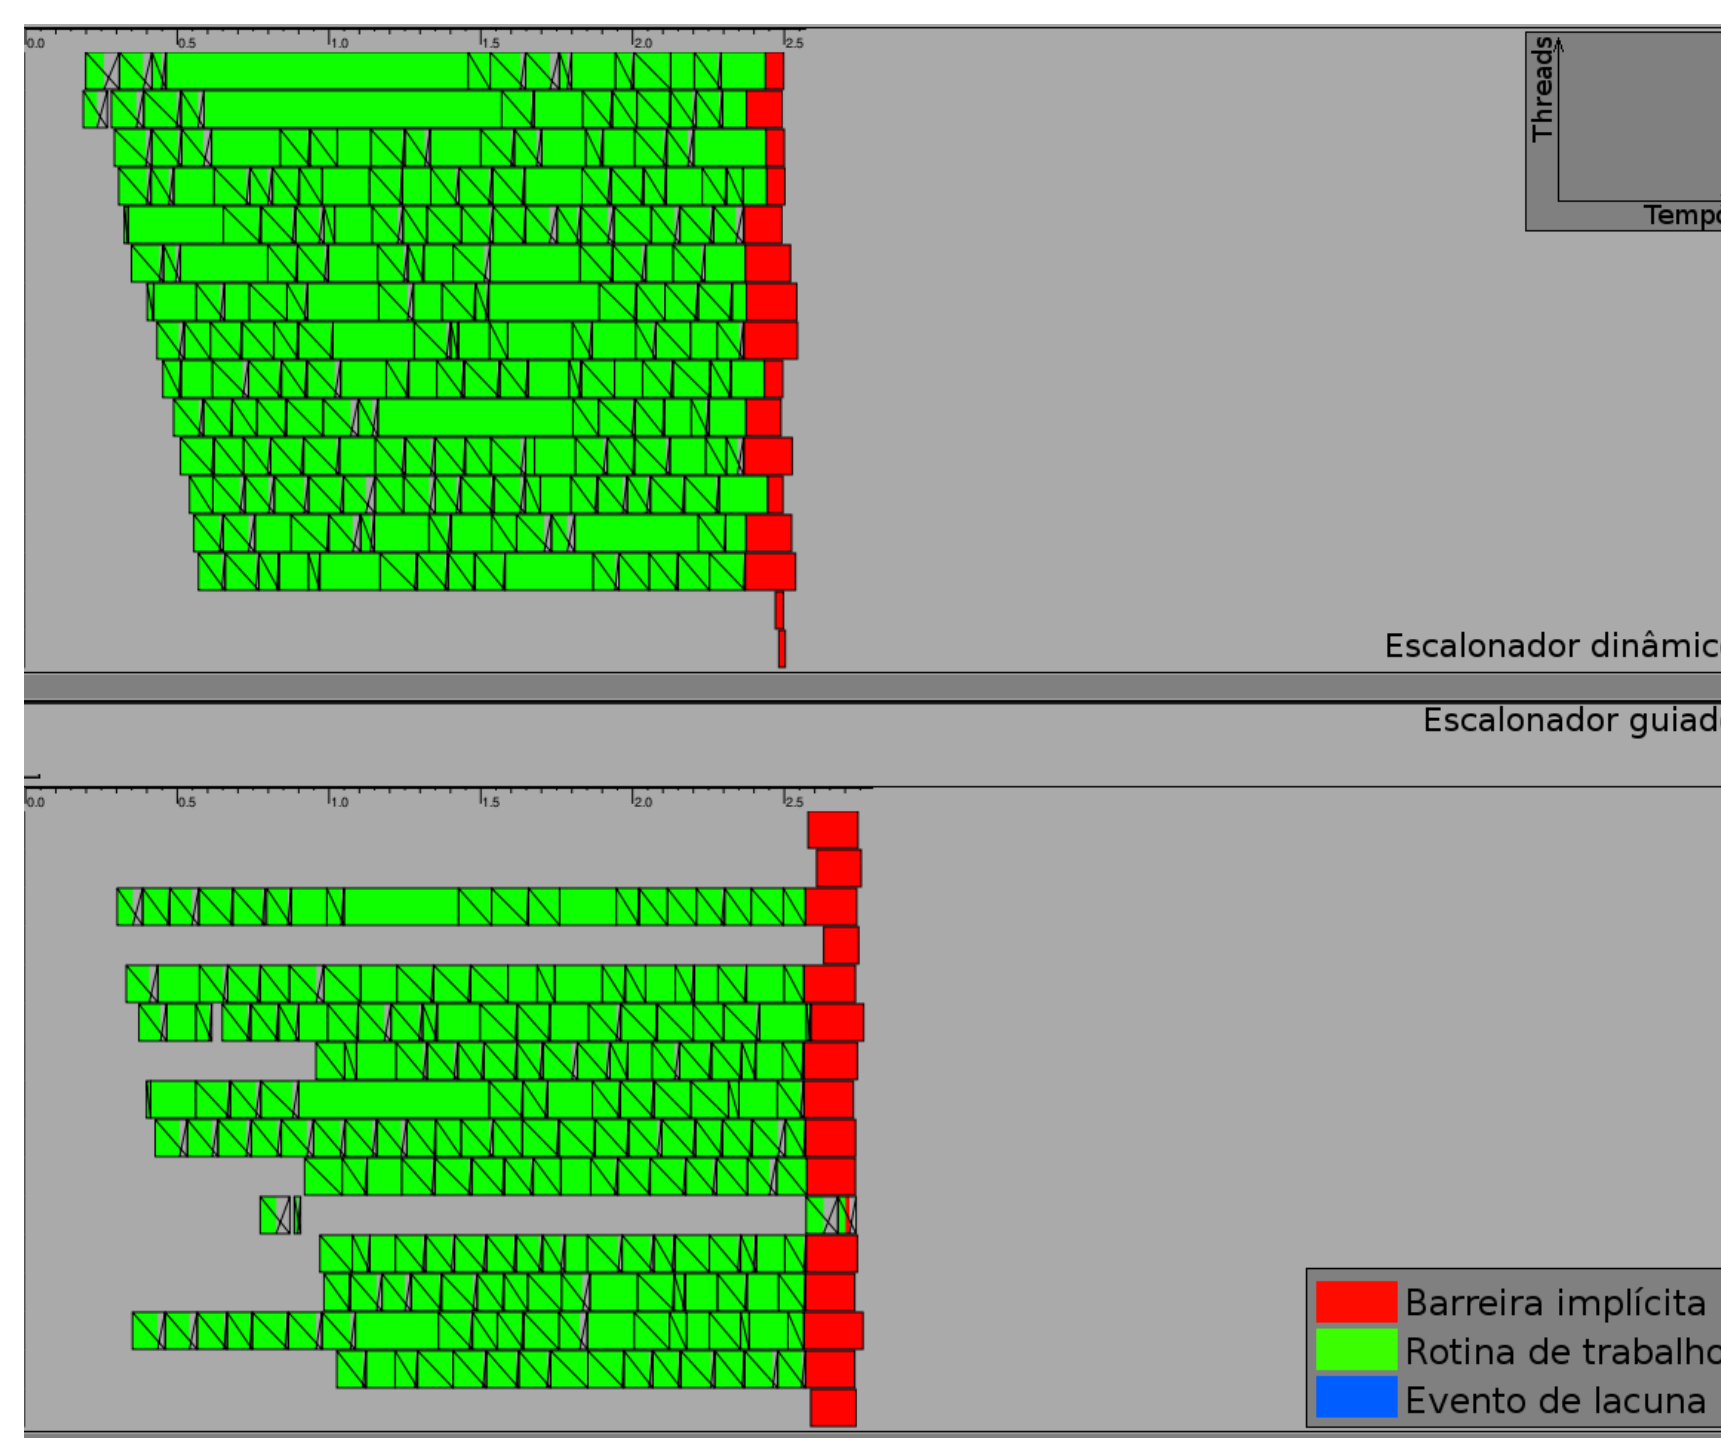 0.0 0.5 1.0 1.5 2.0 2.5
Threads
Tempo
Escalonador dinâmic
Escalonador guiad
0.0 0.5 1.0 1.5 2.0 2.5
Barreira implícita
Rotina de trabalho
Evento de lacuna